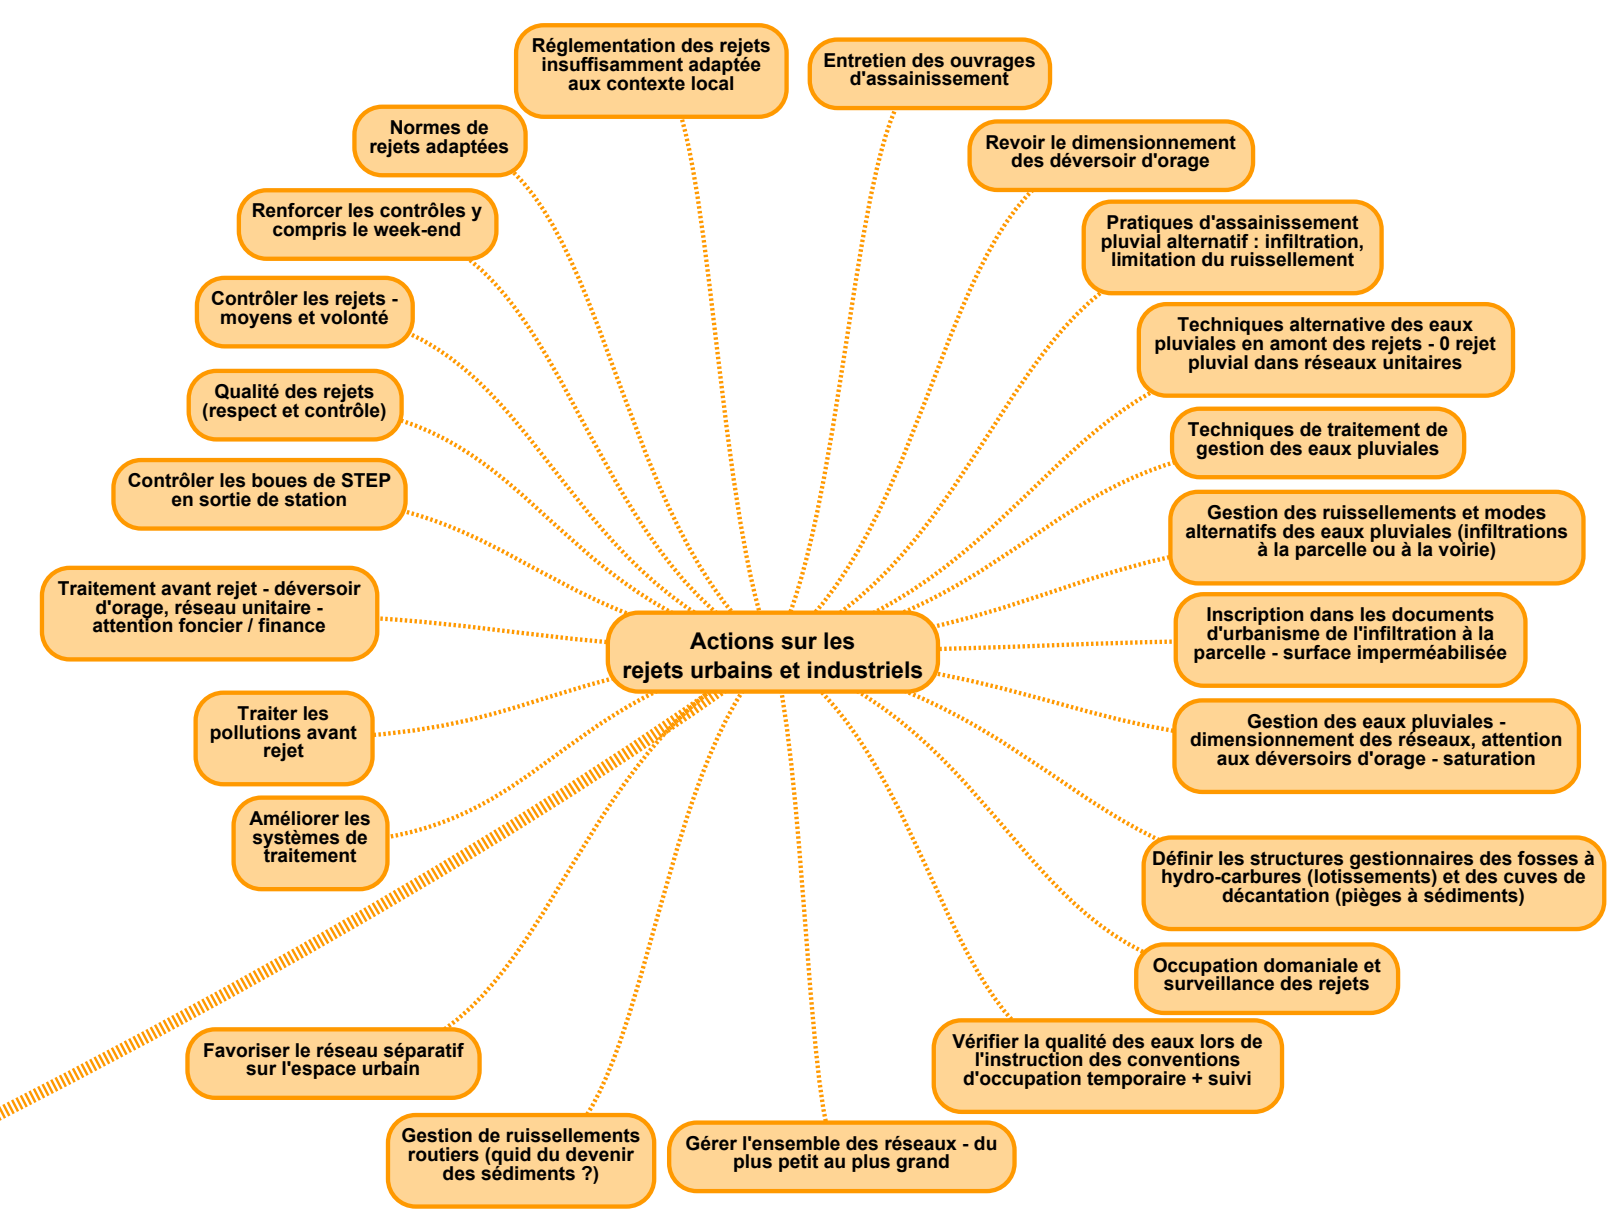 Réglementation des rejets
insuffisamment adaptée
aux contexte local
Entretien des ouvrages
d'assainissement
Normes de
rejets adaptées
Revoir le dimensionnement
des déversoir d'orage
Renforcer les contrôles y
compris le week-end
Pratiques d'assainissement
pluvial alternatif : infiltration,
limitation du ruissellement
Contrôler les rejets -
moyens et volonté
Techniques alternative des eaux
pluviales en amont des rejets - 0 rejet
pluvial dans réseaux unitaires
Qualité des rejets
(respect et contrôle)
Techniques de traitement de
gestion des eaux pluviales
Contrôler les boues de STEP
en sortie de station
Gestion des ruissellements et modes
alternatifs des eaux pluviales (infiltrations
à la parcelle ou à la voirie)
Traitement avant rejet - déversoir
d'orage, réseau unitaire -
attention foncier / finance
Inscription dans les documents
d'urbanisme de l'infiltration à la
parcelle - surface imperméabilisée
Actions sur les
rejets urbains et industriels
Traiter les
pollutions avant
rejet
Gestion des eaux pluviales -
dimensionnement des réseaux, attention
aux déversoirs d'orage - saturation
Améliorer les
systèmes de
traitement
Définir les structures gestionnaires des fosses à
hydro-carbures (lotissements) et des cuves de
décantation (pièges à sédiments)
Occupation domaniale et
surveillance des rejets
Favoriser le réseau séparatif
sur l'espace urbain
Vérifier la qualité des eaux lors de
l'instruction des conventions
d'occupation temporaire + suivi
Gestion de ruissellements
routiers (quid du devenir
des sédiments ?)
Gérer l'ensemble des réseaux - du
plus petit au plus grand